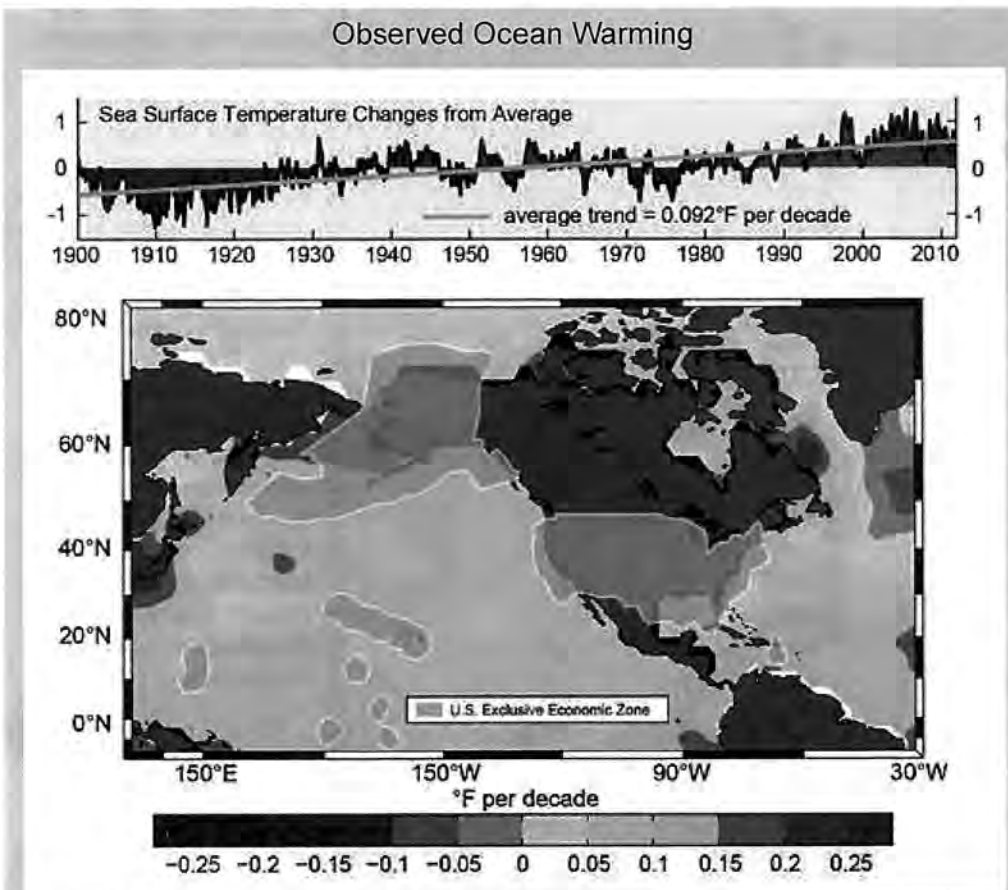 Observed Ocean Warming
Sea Surface Temperature Changes from Average
1 1
0 0
-1 -1
average trend = 0.092°F per decade
1900 1910 1920 1930 1940 1950 1960 1970 1980 1990 2000 2010
80°N
60°N
40°N
20°N
0°N
U.S. Exclusive Economic Zone
150°E 150°W 90°W 30°W
°F per decade
−0.25 −0.2 −0.15 −0.1 −0.05 0 0.05 0.1 0.15 0.2 0.25